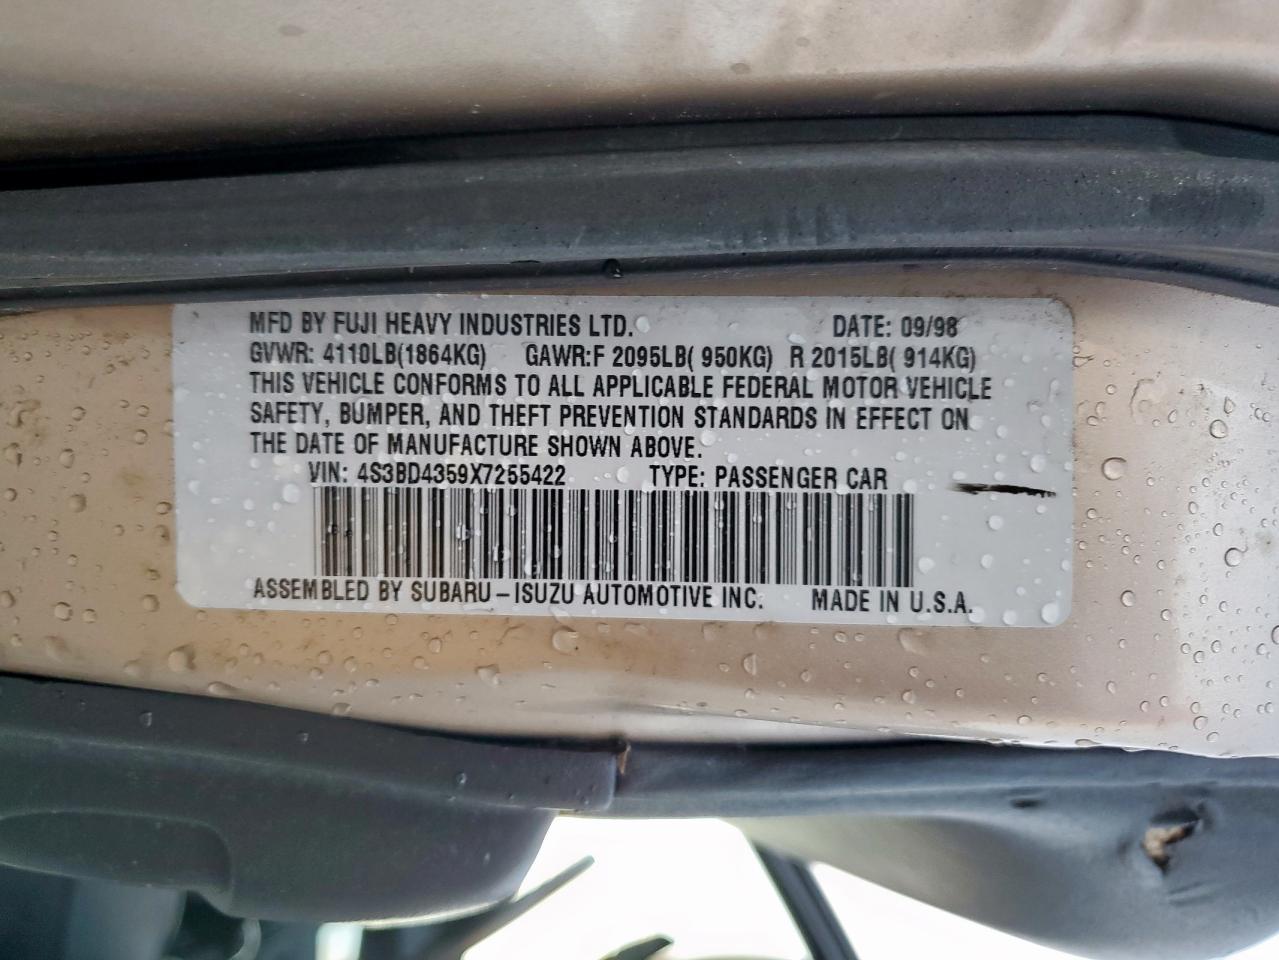 MFD BY FUJI HEAVY INDUSTRIES LTD. DATE: 09/98
GVWR: 4110LB(1864KG) GAWR:F 2095LB( 950KG) R 2015LB( 914KG)
THIS VEHICLE CONFORMS TO ALL APPLICABLE FEDERAL MOTOR VEHICLE
SAFETY, BUMPER, AND THEFT PREVENTION STANDARDS IN EFFECT ON
THE DATE OF MANUFACTURE SHOWN ABOVE.
VIN: 4S3BD4359X7255422 TYPE: PASSENGER CAR
ASSEMBLED BY SUBARU-ISUZU AUTOMOTIVE INC. MADE IN U.S.A.